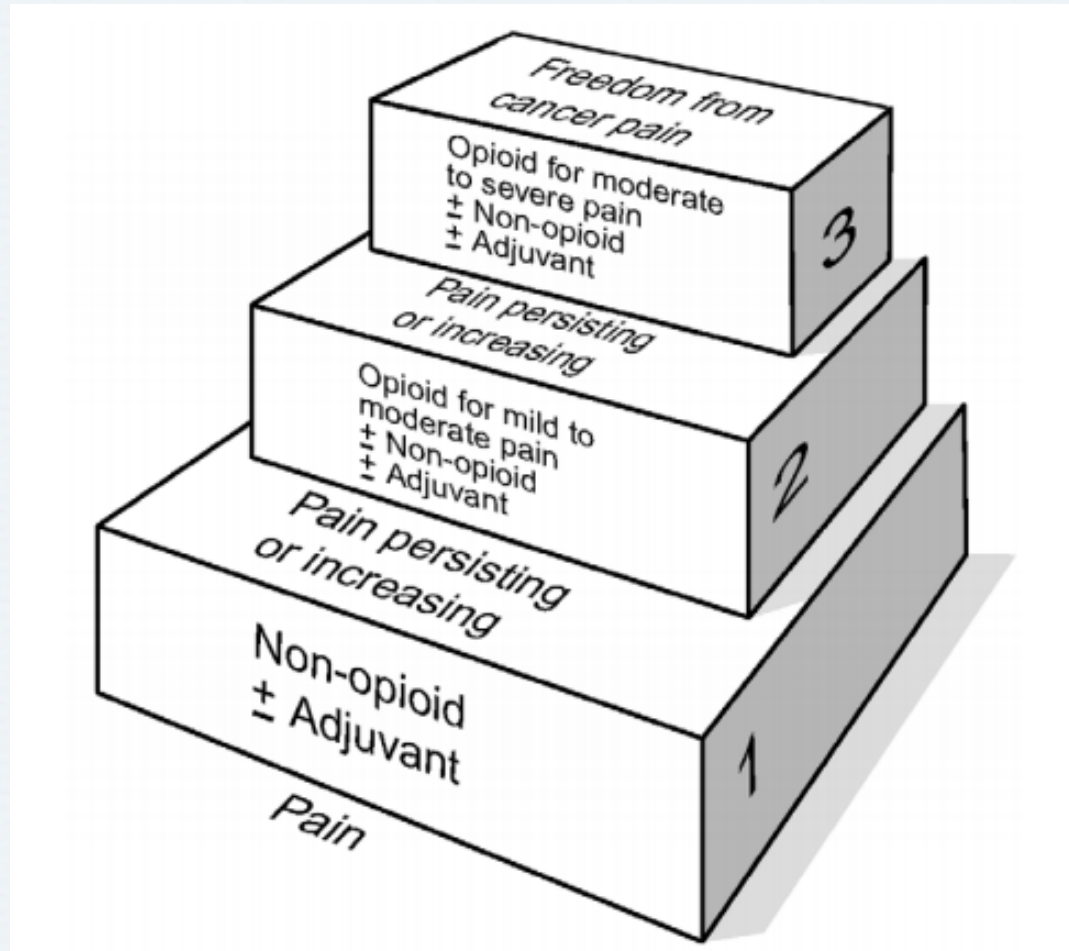 Freedom from
cancer pain
Opioid for moderate
to severe pain
± Non-opioid
± Adjuvant
3
Pain persisting
or increasing
Opioid for mild to
moderate pain
± Non-opioid
± Adjuvant
2
Pain persisting
or increasing
Non-opioid
± Adjuvant
1
Pain